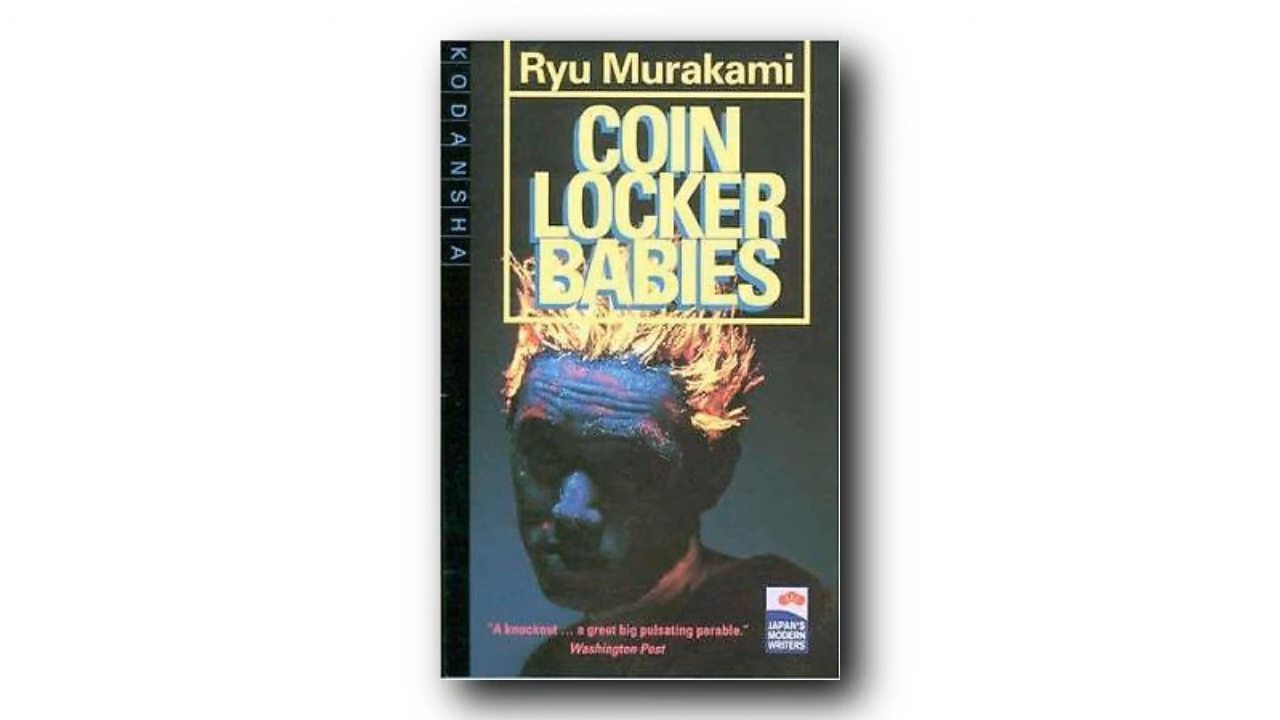 KODANSHA
Ryu Murakami
COIN
LOCKER
BABIES
"A knockout ... a great big pulsating parable."
Washington Post
JAPAN'S
MODERN
WRITERS